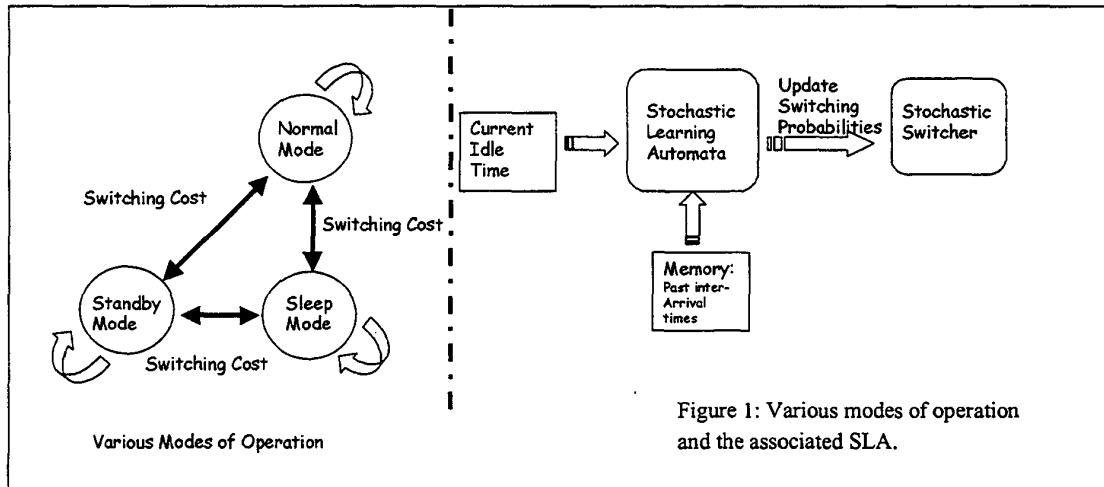 Normal
Mode
Switching Cost
Switching Cost
Standby
Mode
Sleep
Mode
Switching Cost
Various Modes of Operation
Current
Idle
Time
Stochastic
Learning
Automata
Update
Switching
Probabilities
Stochastic
Switcher
Memory:
Past inter-
Arrival
times
Figure 1: Various modes of operation
and the associated SLA.